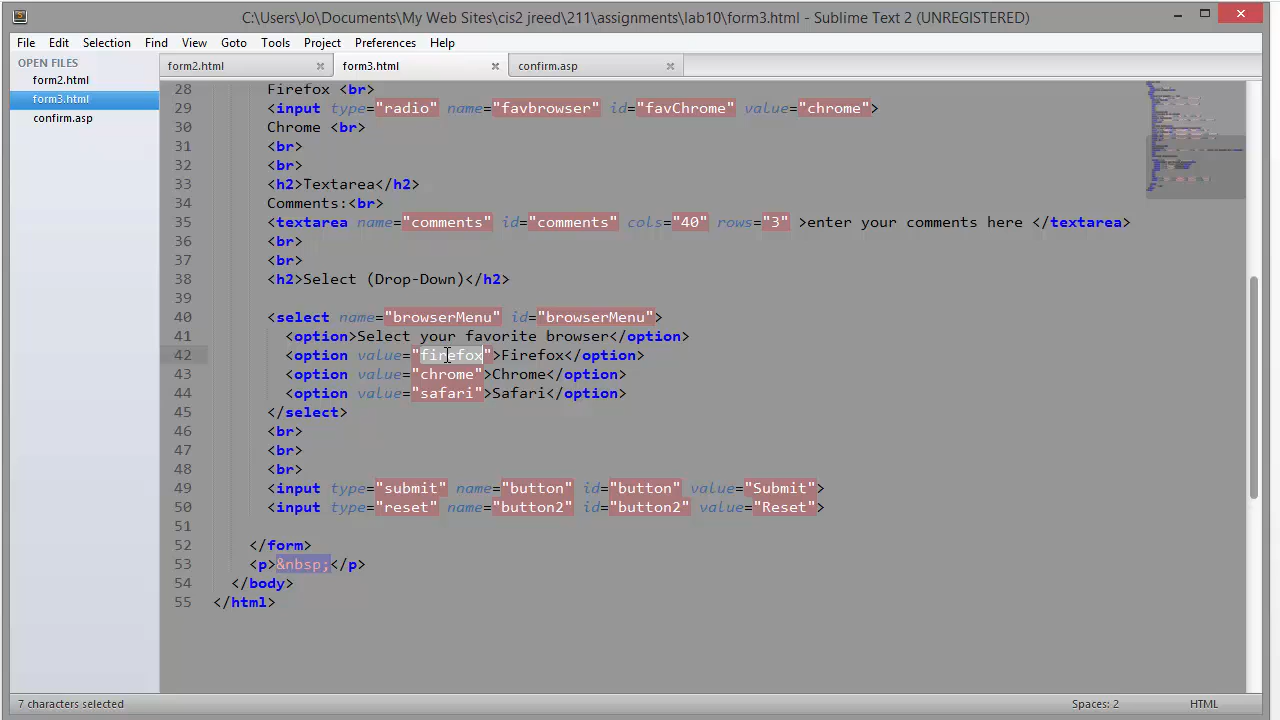 C:\Users\Jo\Documents\My Web Sites\cis2 jreed\211\assignments\lab10\form3.html - Sublime Text 2 (UNREGISTERED)
File Edit Selection Find View Goto Tools Project Preferences Help
OPEN FILES
form2.html
form3.html
confirm.asp
form2.html × form3.html × confirm.asp ×
28 Firefox <br>
29 <input type="radio" name="favbrowser" id="favChrome" value="chrome">
30 Chrome <br>
31 <br>
32 <br>
33 <h2>Textarea</h2>
34 Comments:<br>
35 <textarea name="comments" id="comments" cols="40" rows="3" >enter your comments here </textarea>
36 <br>
37 <br>
38 <h2>Select (Drop-Down)</h2>
39
40 <select name="browserMenu" id="browserMenu">
41 <option>Select your favorite browser</option>
42 <option value="firefox">Firefox</option>
43 <option value="chrome">Chrome</option>
44 <option value="safari">Safari</option>
45 </select>
46 <br>
47 <br>
48 <br>
49 <input type="submit" name="button" id="button" value="Submit">
50 <input type="reset" name="button2" id="button2" value="Reset">
51
52 </form>
53 <p>&nbsp;</p>
54 </body>
55 </html>
7 characters selected Spaces: 2 HTML